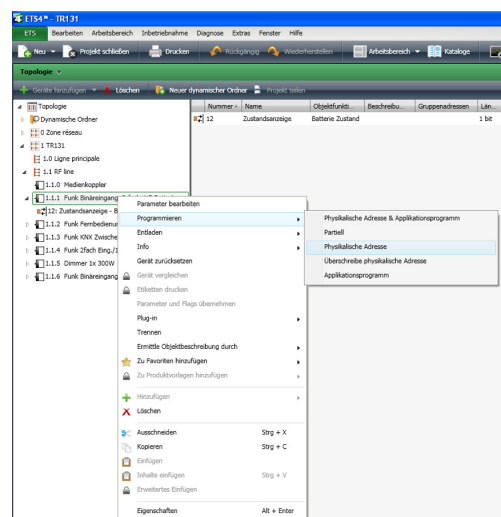 ETS4™ - TR131
ETS Bearbeiten Arbeitsbereich Inbetriebnahme Diagnose Extras Fenster Hilfe
Neu Projekt schließen Drucken Rückgängig Wiederherstellen Arbeitsbereich Kataloge
Topologie
Geräte hinzufügen Löschen Neuer dynamischer Ordner Projekt teilen
Topologie
Nummer Name Objektfunkti... Beschreibu... Gruppenadressen Län...
Dynamische Ordner
12 Zustandsanzeige Batterie Zustand 1 bit
0 Zone réseau
1 TR131
1.0 Ligne principale
1.1 RF line
1.1.0 Medienkoppler
1.1.1 Funk Binäreingang
12: Zustandsanzeige - B
1.1.2 Funk Fernbedienu
1.1.3 Funk KNX Zwische
1.1.4 Funk 2fach Eing./1
1.1.5 Dimmer 1x 300W
1.1.6 Funk Binäreingang
Parameter bearbeiten
Programmieren
Entladen
Info
Gerät zurücksetzen
Gerät vergleichen
Etiketten drucken
Parameter und Flags übernehmen
Plug-in
Trennen
Ermittle Objektbeschreibung durch
Zu Favoriten hinzufügen
Zu Produktvorlagen hinzufügen
Hinzufügen
Löschen
Ausschneiden Strg + X
Kopieren Strg + C
Einfügen
Inhalte einfügen Strg + V
Erweitertes Einfügen
Eigenschaften Alt + Enter
Physikalische Adresse & Applikationsprogramm
Partiell
Physikalische Adresse
Überschreibe physikalische Adresse
Applikationsprogramm